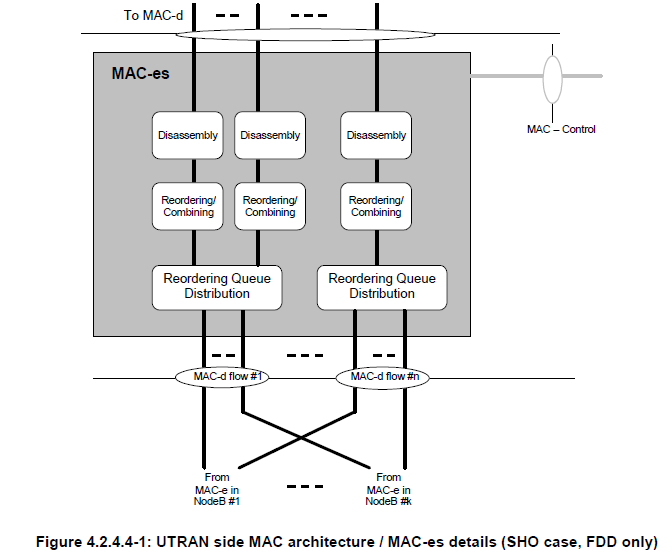 To MAC-d
MAC-es
MAC – Control
Disassembly
Disassembly
Disassembly
Reordering/
Combining
Reordering/
Combining
Reordering/
Combining
Reordering Queue
Distribution
Reordering Queue
Distribution
MAC-d flow #1
MAC-d flow #n
From
MAC-e in
NodeB #1
From
MAC-e in
NodeB #k
Figure 4.2.4.4-1: UTRAN side MAC architecture / MAC-es details (SHO case, FDD only)